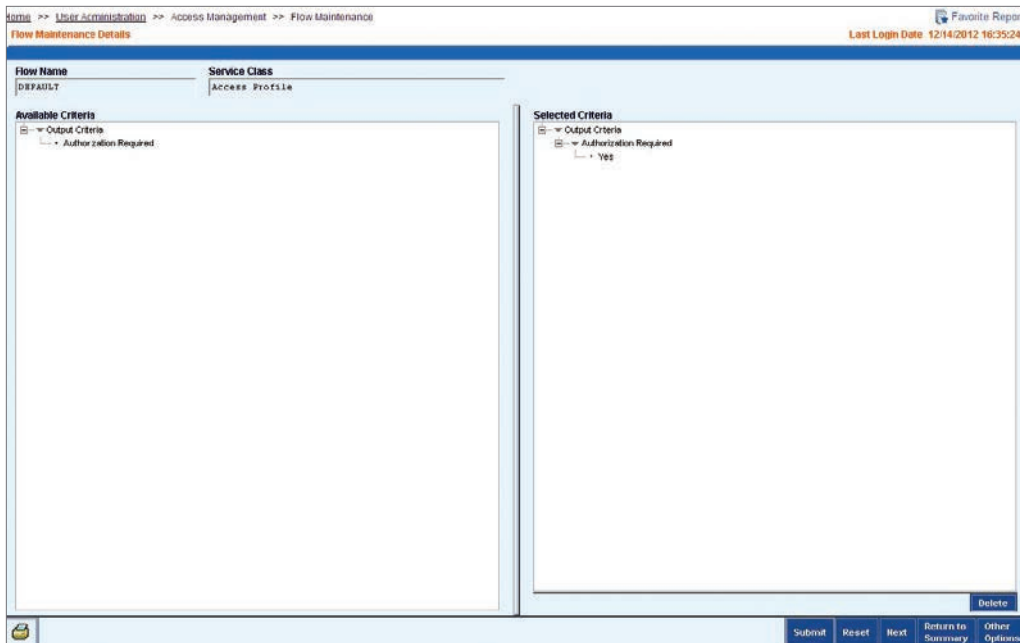 Home >> User Administration >> Access Management >> Flow Maintenance
Favorite Repor
Flow Maintenance Details
Last Login Date 12/14/2012 16:35:24
Flow Name
Service Class
DEFAULT
Access Profile
Available Criteria
Output Criteria
Authorization Required
Selected Criteria
Output Criteria
Authorization Required
Yes
Delete
Submit
Reset
Next
Return to Summary
Other Options